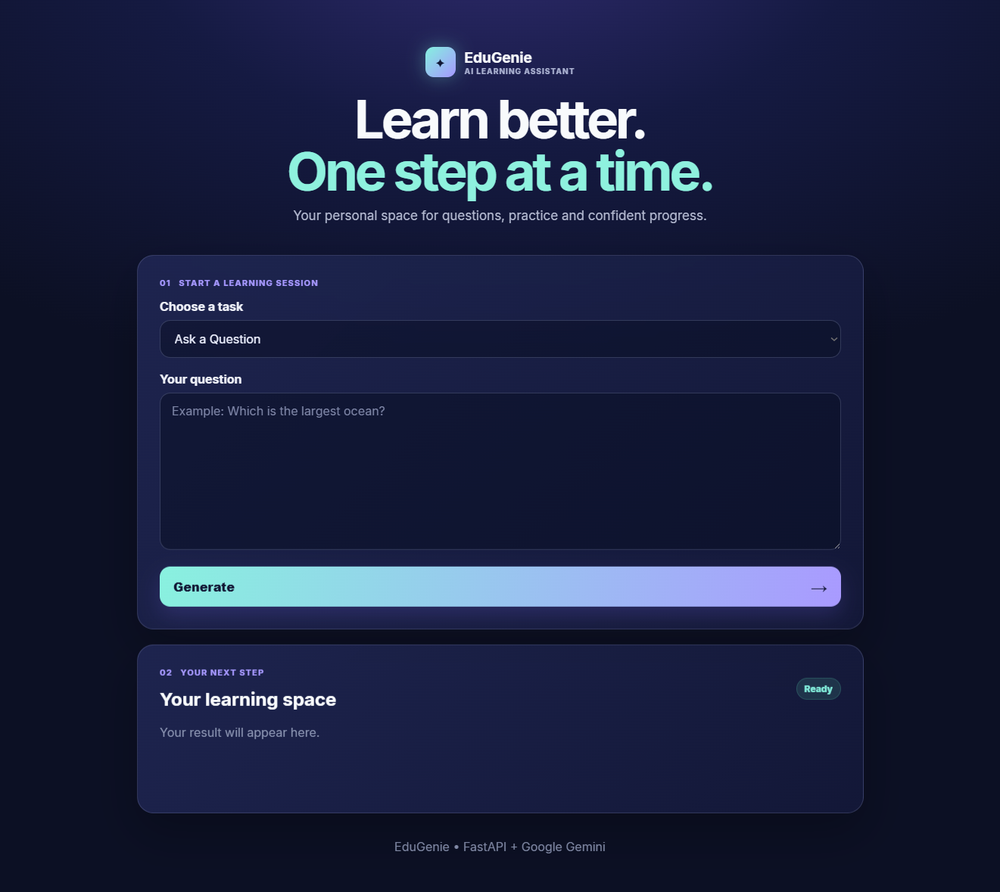 EduGenie
AI LEARNING ASSISTANT
Learn better.
One step at a time.
Your personal space for questions, practice and confident progress.
01 START A LEARNING SESSION
Choose a task
Ask a Question
Your question
Example: Which is the largest ocean?
Generate →
02 YOUR NEXT STEP
Your learning space
Ready
Your result will appear here.
EduGenie • FastAPI + Google Gemini